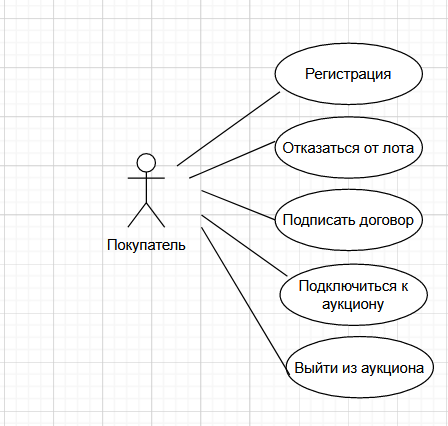 Регистрация
Отказаться от лота
Подписать договор
Покупатель
Подключиться к
аукциону
Выйти из аукциона